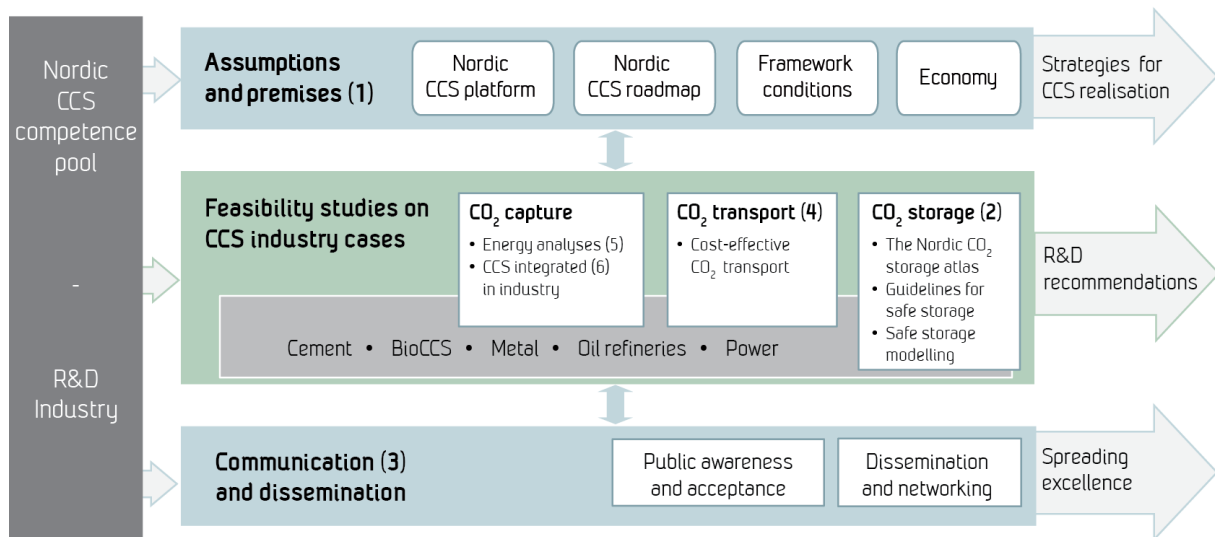 Nordic
CCS
competence
pool
-
R&D
Industry
Assumptions
and premises (1)
Nordic
CCS platform
Nordic
CCS roadmap
Framework
conditions
Economy
Strategies for
CCS realisation
Feasibility studies on
CCS industry cases
CO₂ capture
• Energy analyses (5)
• CCS integrated (6)
in industry
CO₂ transport (4)
• Cost-effective
CO₂ transport
CO₂ storage (2)
• The Nordic CO₂
storage atlas
• Guidelines for
safe storage
• Safe storage
modelling
Cement • BioCCS • Metal • Oil refineries • Power
R&D
recommendations
Communication (3)
and dissemination
Public awareness
and acceptance
Dissemination
and networking
Spreading
excellence